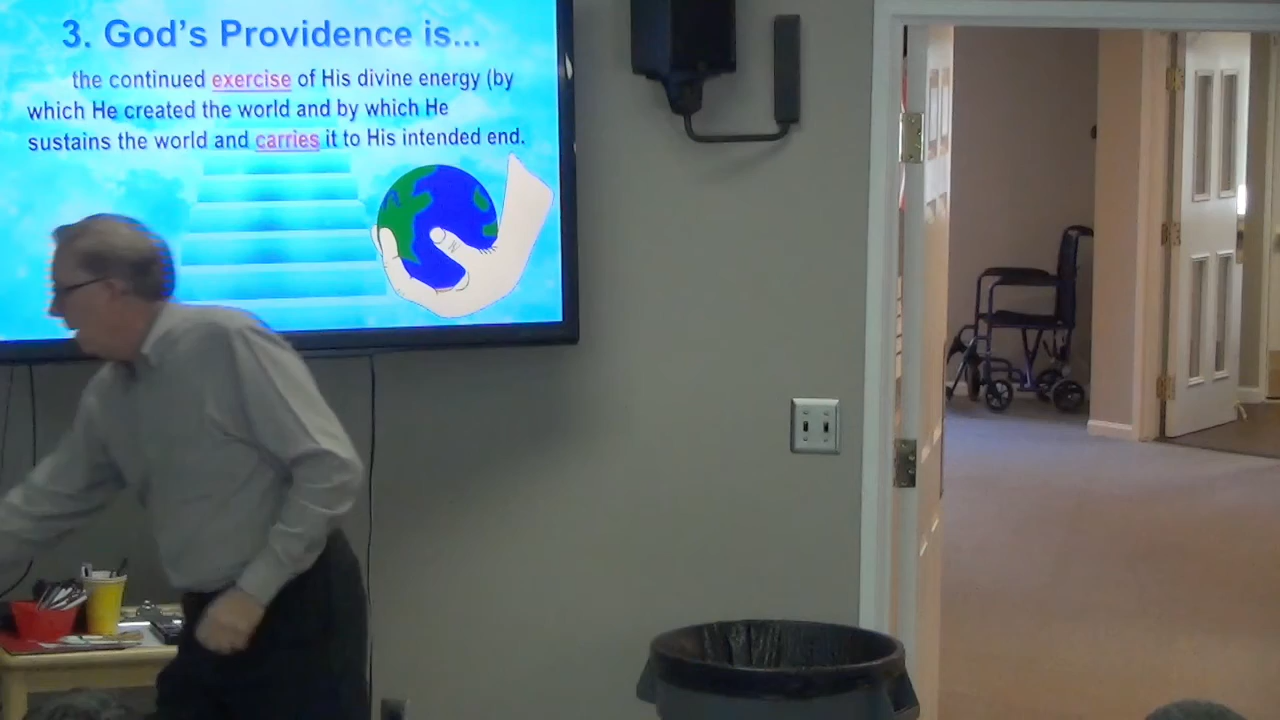 3. God's Providence is...
the continued exercise of His divine energy (by
which He created the world and by which He
sustains the world and carries it to His intended end.